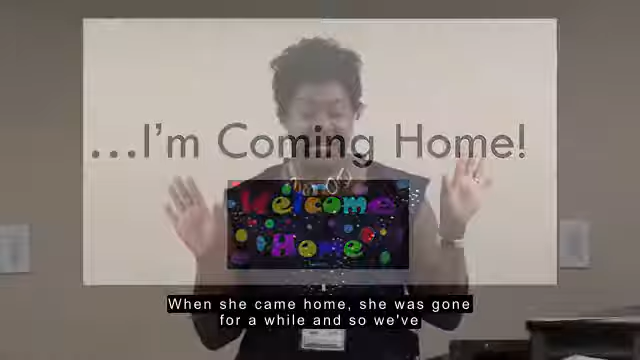 ...I'm Coming Home!
Welcome
Home
When she came home, she was gone
for a while and so we've